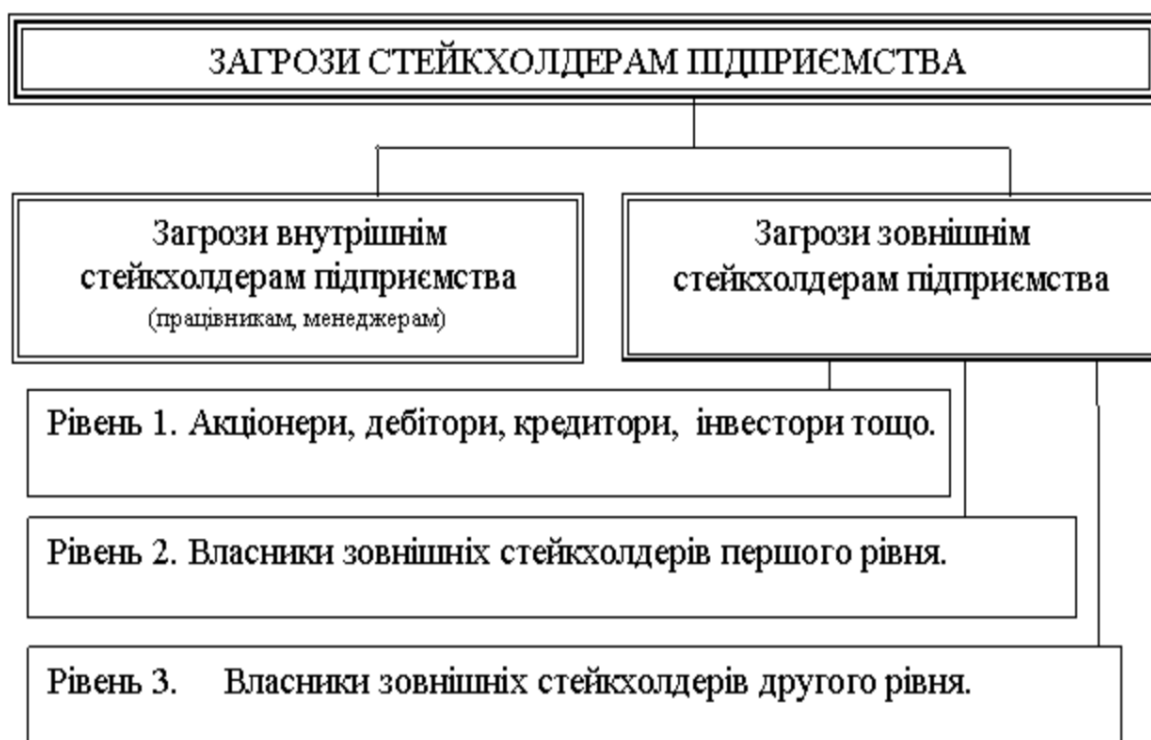 ЗАГРОЗИ СТЕЙКХОЛДЕРАМ ПІДПРИЄМСТВА
Загрози внутрішнім
стейкхолдерам підприємства
(працівникам, менеджерам)
Загрози зовнішнім
стейкхолдерам підприємства
Рівень 1. Акціонери, дебітори, кредитори, інвестори тощо.
Рівень 2. Власники зовнішніх стейкхолдерів першого рівня.
Рівень 3. Власники зовнішніх стейкхолдерів другого рівня.